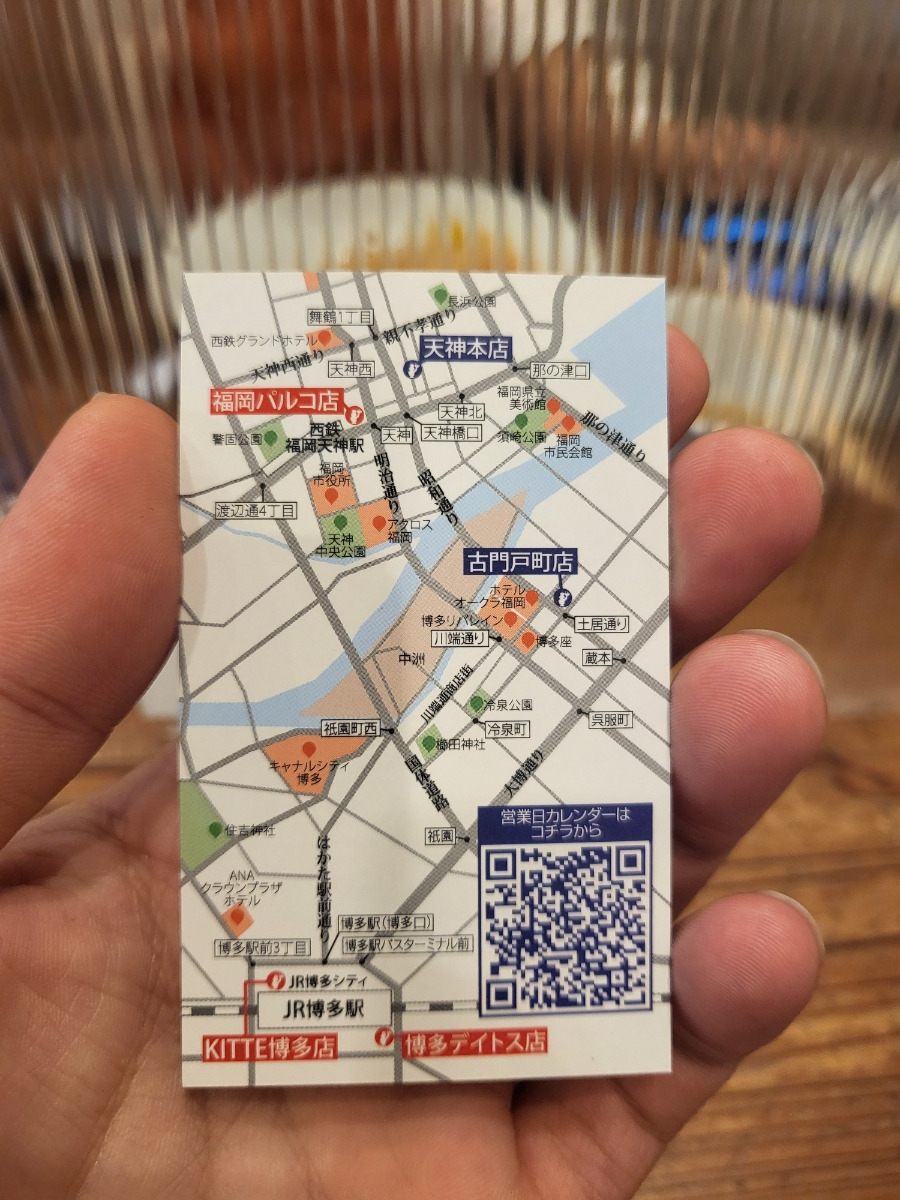 長浜公園
舞鶴1丁目
親不孝通り
西鉄グランドホテル
天神本店
天神西通り
天神西
那の津口
福岡パルコ店
福岡県立
美術館
天神北
那の津通り
西鉄
福岡天神駅
天神
天神橋口
須崎公園
福岡
市民会館
警固公園
明治通り
昭和通り
福岡
市役所
渡辺通4丁目
アクロス
福岡
天神
中央公園
古門戸町店
ホテル
オークラ福岡
博多リバレイン
土居通り
川端通り
博多座
蔵本
中洲
川端通商店街
冷泉公園
呉服町
祇園町西
冷泉町
櫛田神社
キャナルシティ
博多
国体道路
大博通り
営業日カレンダーは
コチラから
住吉神社
祇園
はかた駅前通り
ANA
クラウンプラザ
ホテル
博多駅(博多口)
博多駅前3丁目
博多駅バスターミナル前
JR博多シティ
JR博多駅
KITTE博多店
博多デイトス店